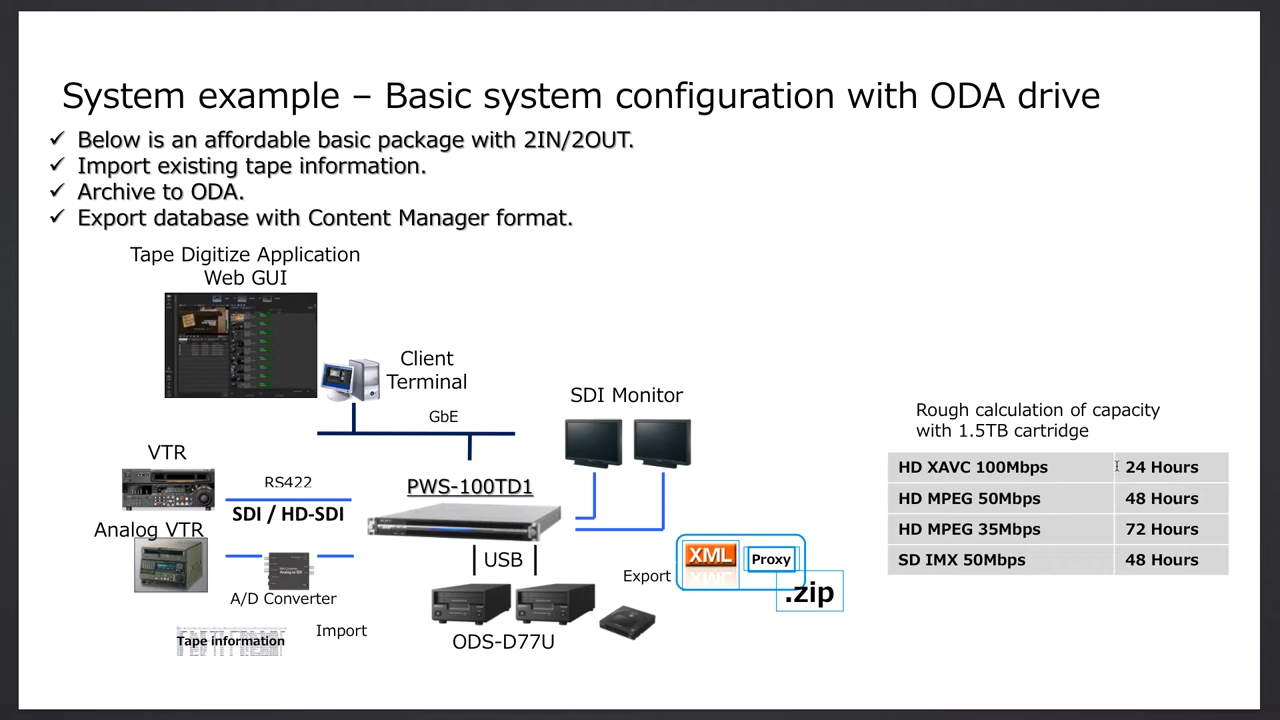 System example – Basic system configuration with ODA drive
✓ Below is an affordable basic package with 2IN/2OUT.
✓ Import existing tape information.
✓ Archive to ODA.
✓ Export database with Content Manager format.
Tape Digitize Application
Web GUI
Client
Terminal
GbE
SDI Monitor
VTR
RS422
SDI / HD-SDI
PWS-100TD1
Analog VTR
A/D Converter
USB
Export
XML
Proxy
.zip
Tape information
Import
ODS-D77U
Rough calculation of capacity
with 1.5TB cartridge
HD XAVC 100Mbps 24 Hours
HD MPEG 50Mbps 48 Hours
HD MPEG 35Mbps 72 Hours
SD IMX 50Mbps 48 Hours